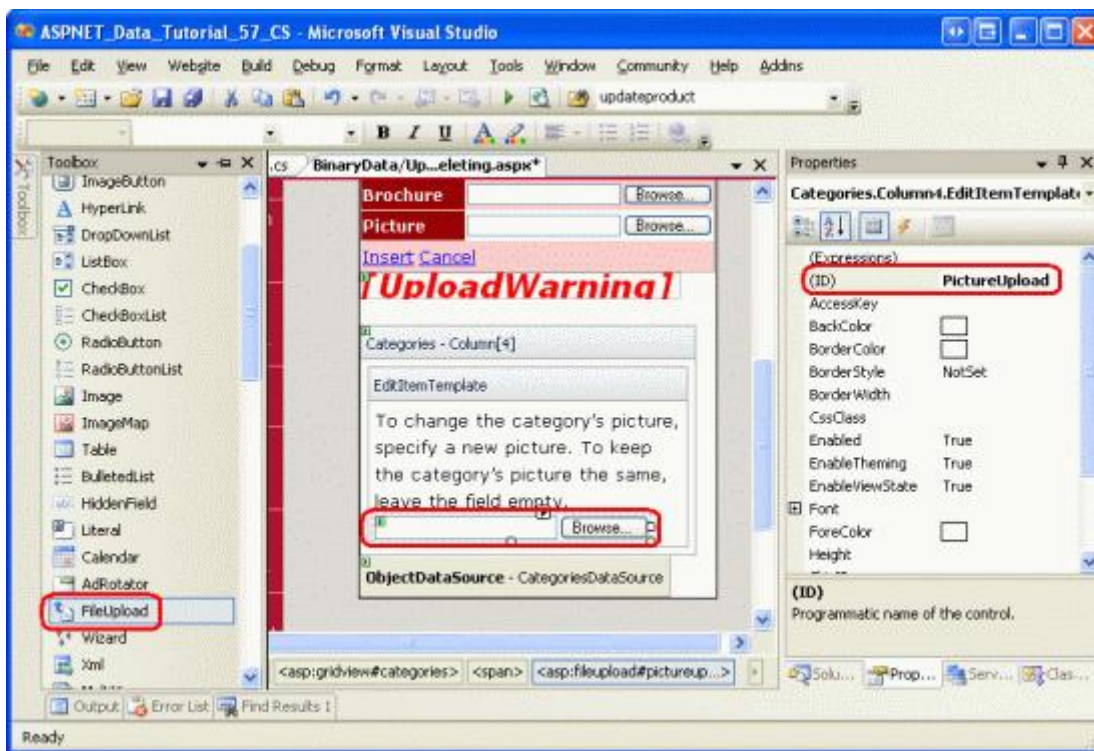 ASPNET_Data_Tutorial_57_CS - Microsoft Visual Studio
File Edit View Website Build Debug Format Layout Tools Window Community Help Addins
updateproduct
B I U A
Toolbox
Toolbox
ImageButton
HyperLink
DropDownList
ListBox
CheckBox
CheckBoxList
RadioButton
RadioButtonList
Image
ImageMap
Table
BulletedList
HiddenField
Literal
Calendar
AdRotator
FileUpload
Wizard
Xml
.cs BinaryData/Up...eleting.aspx*
Brochure Browse...
Picture Browse...
Insert Cancel
[UploadWarning]
Categories - Column[4]
EditItemTemplate
To change the category's picture,
specify a new picture. To keep
the category's picture the same,
leave the field empty.
Browse...
ObjectDataSource - CategoriesDataSource
<asp:gridview#categories> <span> <asp:fileupload#pictureup...>
Properties
Categories.Column4.EditItemTemplat
(Expressions)
(ID) PictureUpload
AccessKey
BackColor
BorderColor
BorderStyle NotSet
BorderWidth
CssClass
Enabled True
EnableTheming True
EnableViewState True
Font
ForeColor
Height
(ID)
Programmatic name of the control.
Solu... Prop... Serv... Clas...
Output Error List Find Results 1
Ready